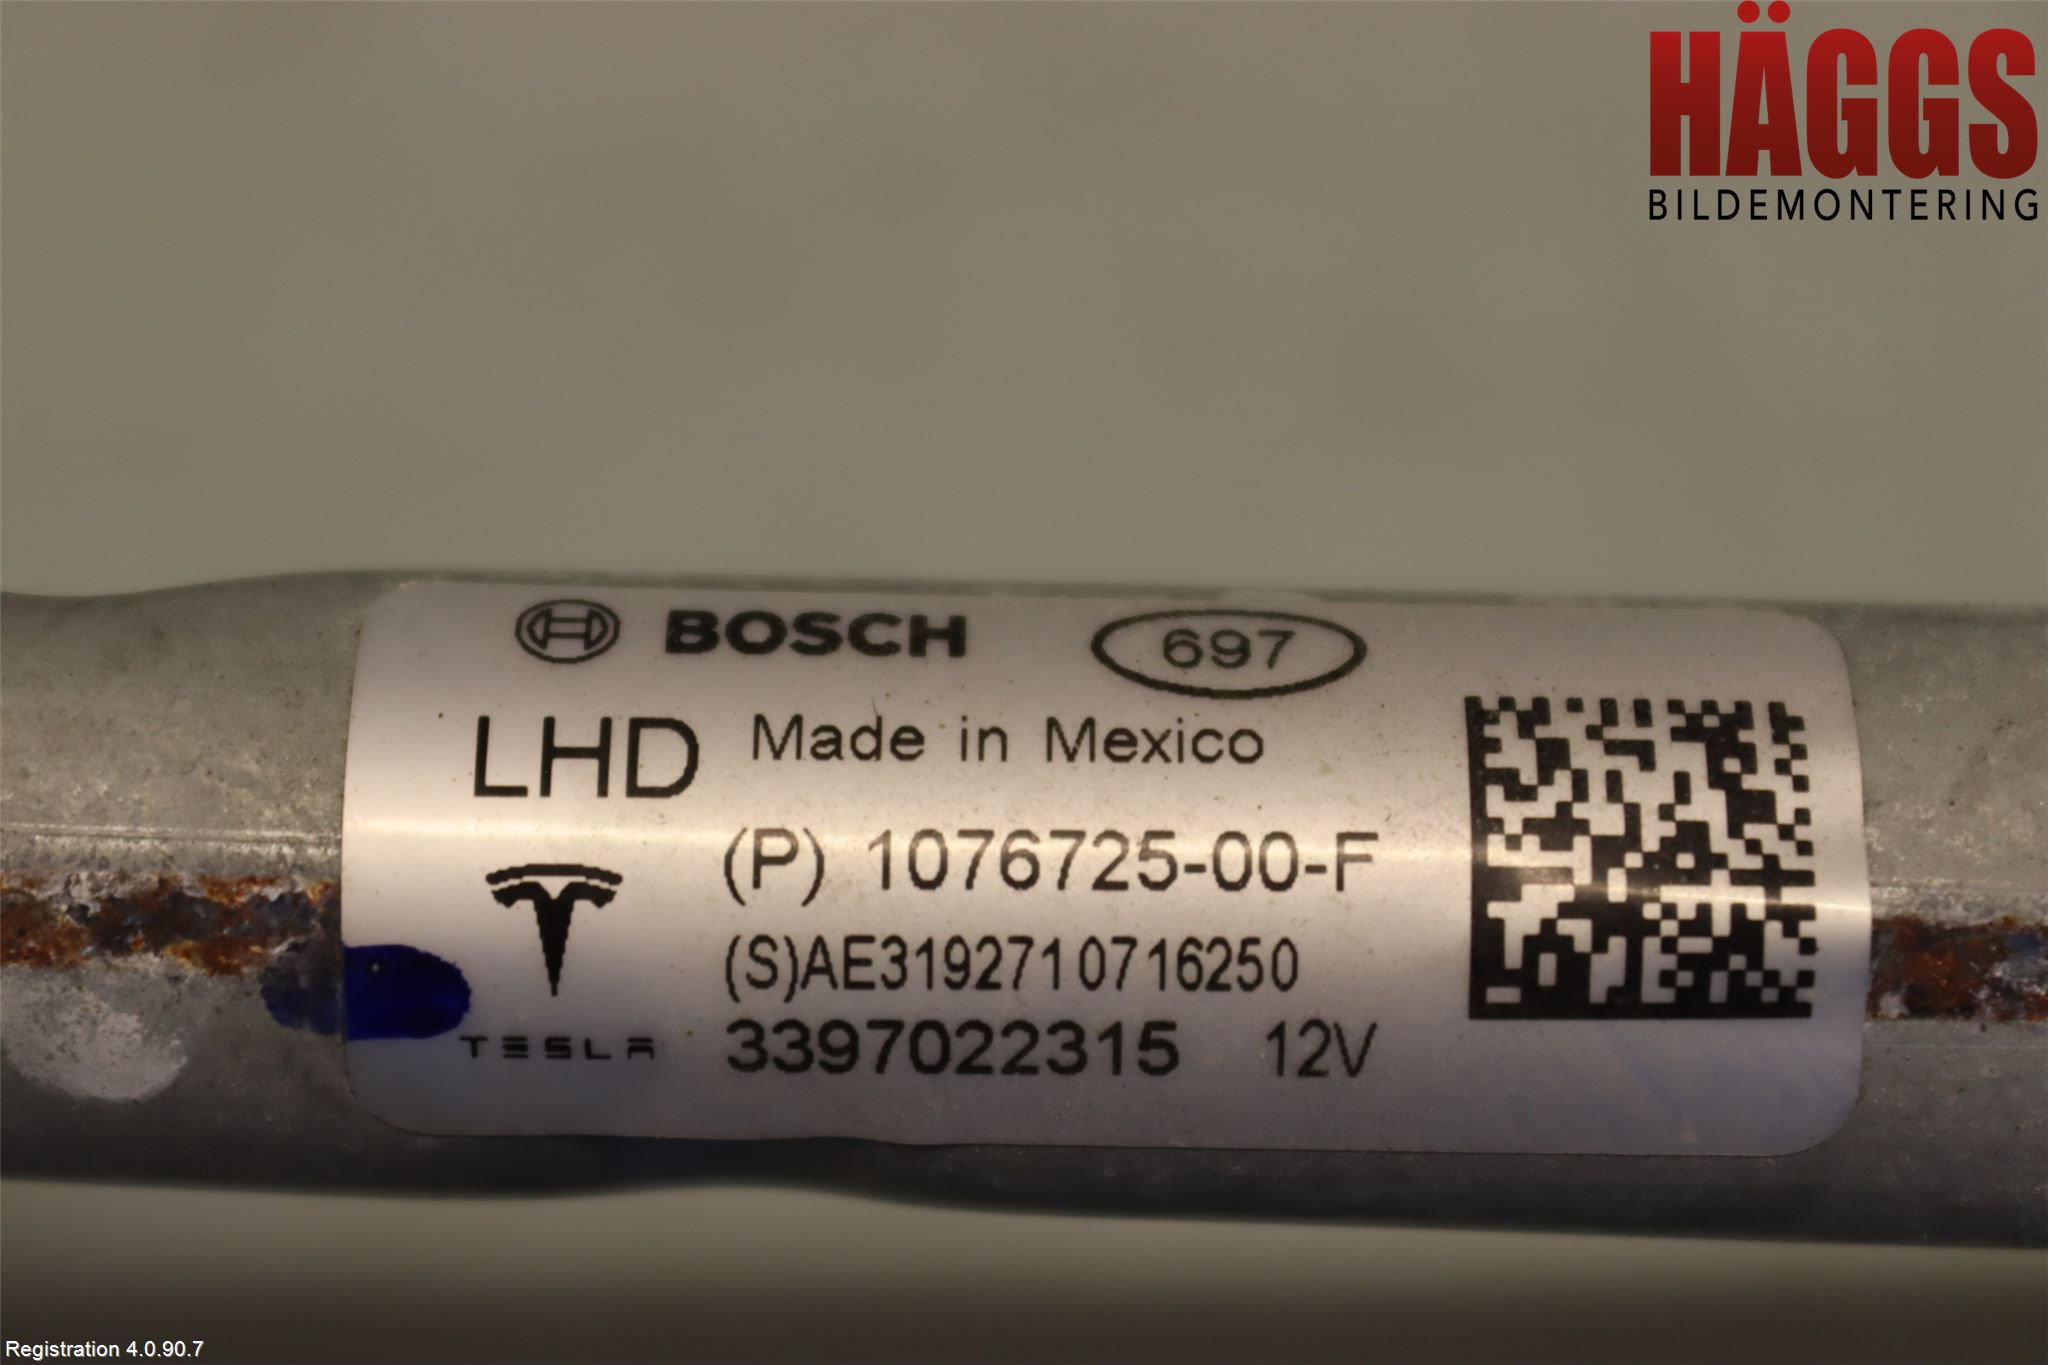 HÄGGS
BILDEMONTERING
BOSCH 697
LHD Made in Mexico
(P) 1076725-00-F
(S)AE3192710716250
TESLA 3397022315 12V
Registration 4.0.90.7